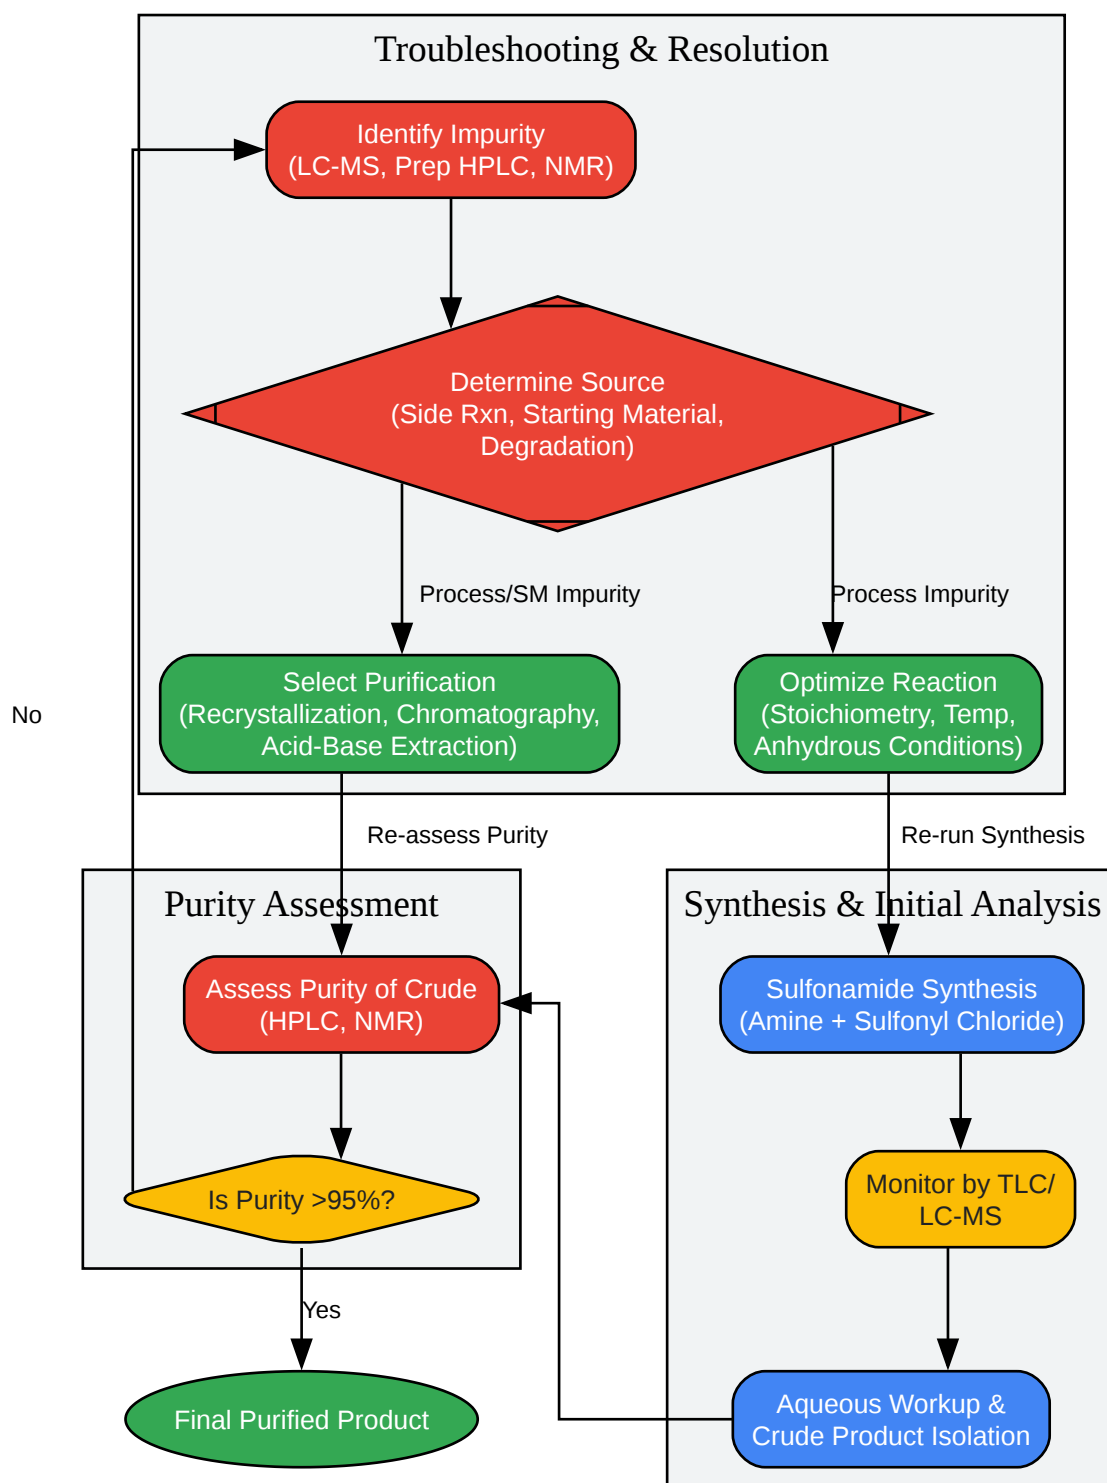 Troubleshooting & Resolution
Identify Impurity
(LC-MS, Prep HPLC, NMR)
Determine Source
(Side Rxn, Starting Material,
Degradation)
Process/SM Impurity
Process Impurity
Select Purification
(Recrystallization, Chromatography,
Acid-Base Extraction)
Optimize Reaction
(Stoichiometry, Temp,
Anhydrous Conditions)
No
Re-assess Purity
Re-run Synthesis
Purity Assessment
Synthesis & Initial Analysis
Assess Purity of Crude
(HPLC, NMR)
Sulfonamide Synthesis
(Amine + Sulfonyl Chloride)
Is Purity >95%?
Monitor by TLC/
LC-MS
Yes
Final Purified Product
Aqueous Workup &
Crude Product Isolation